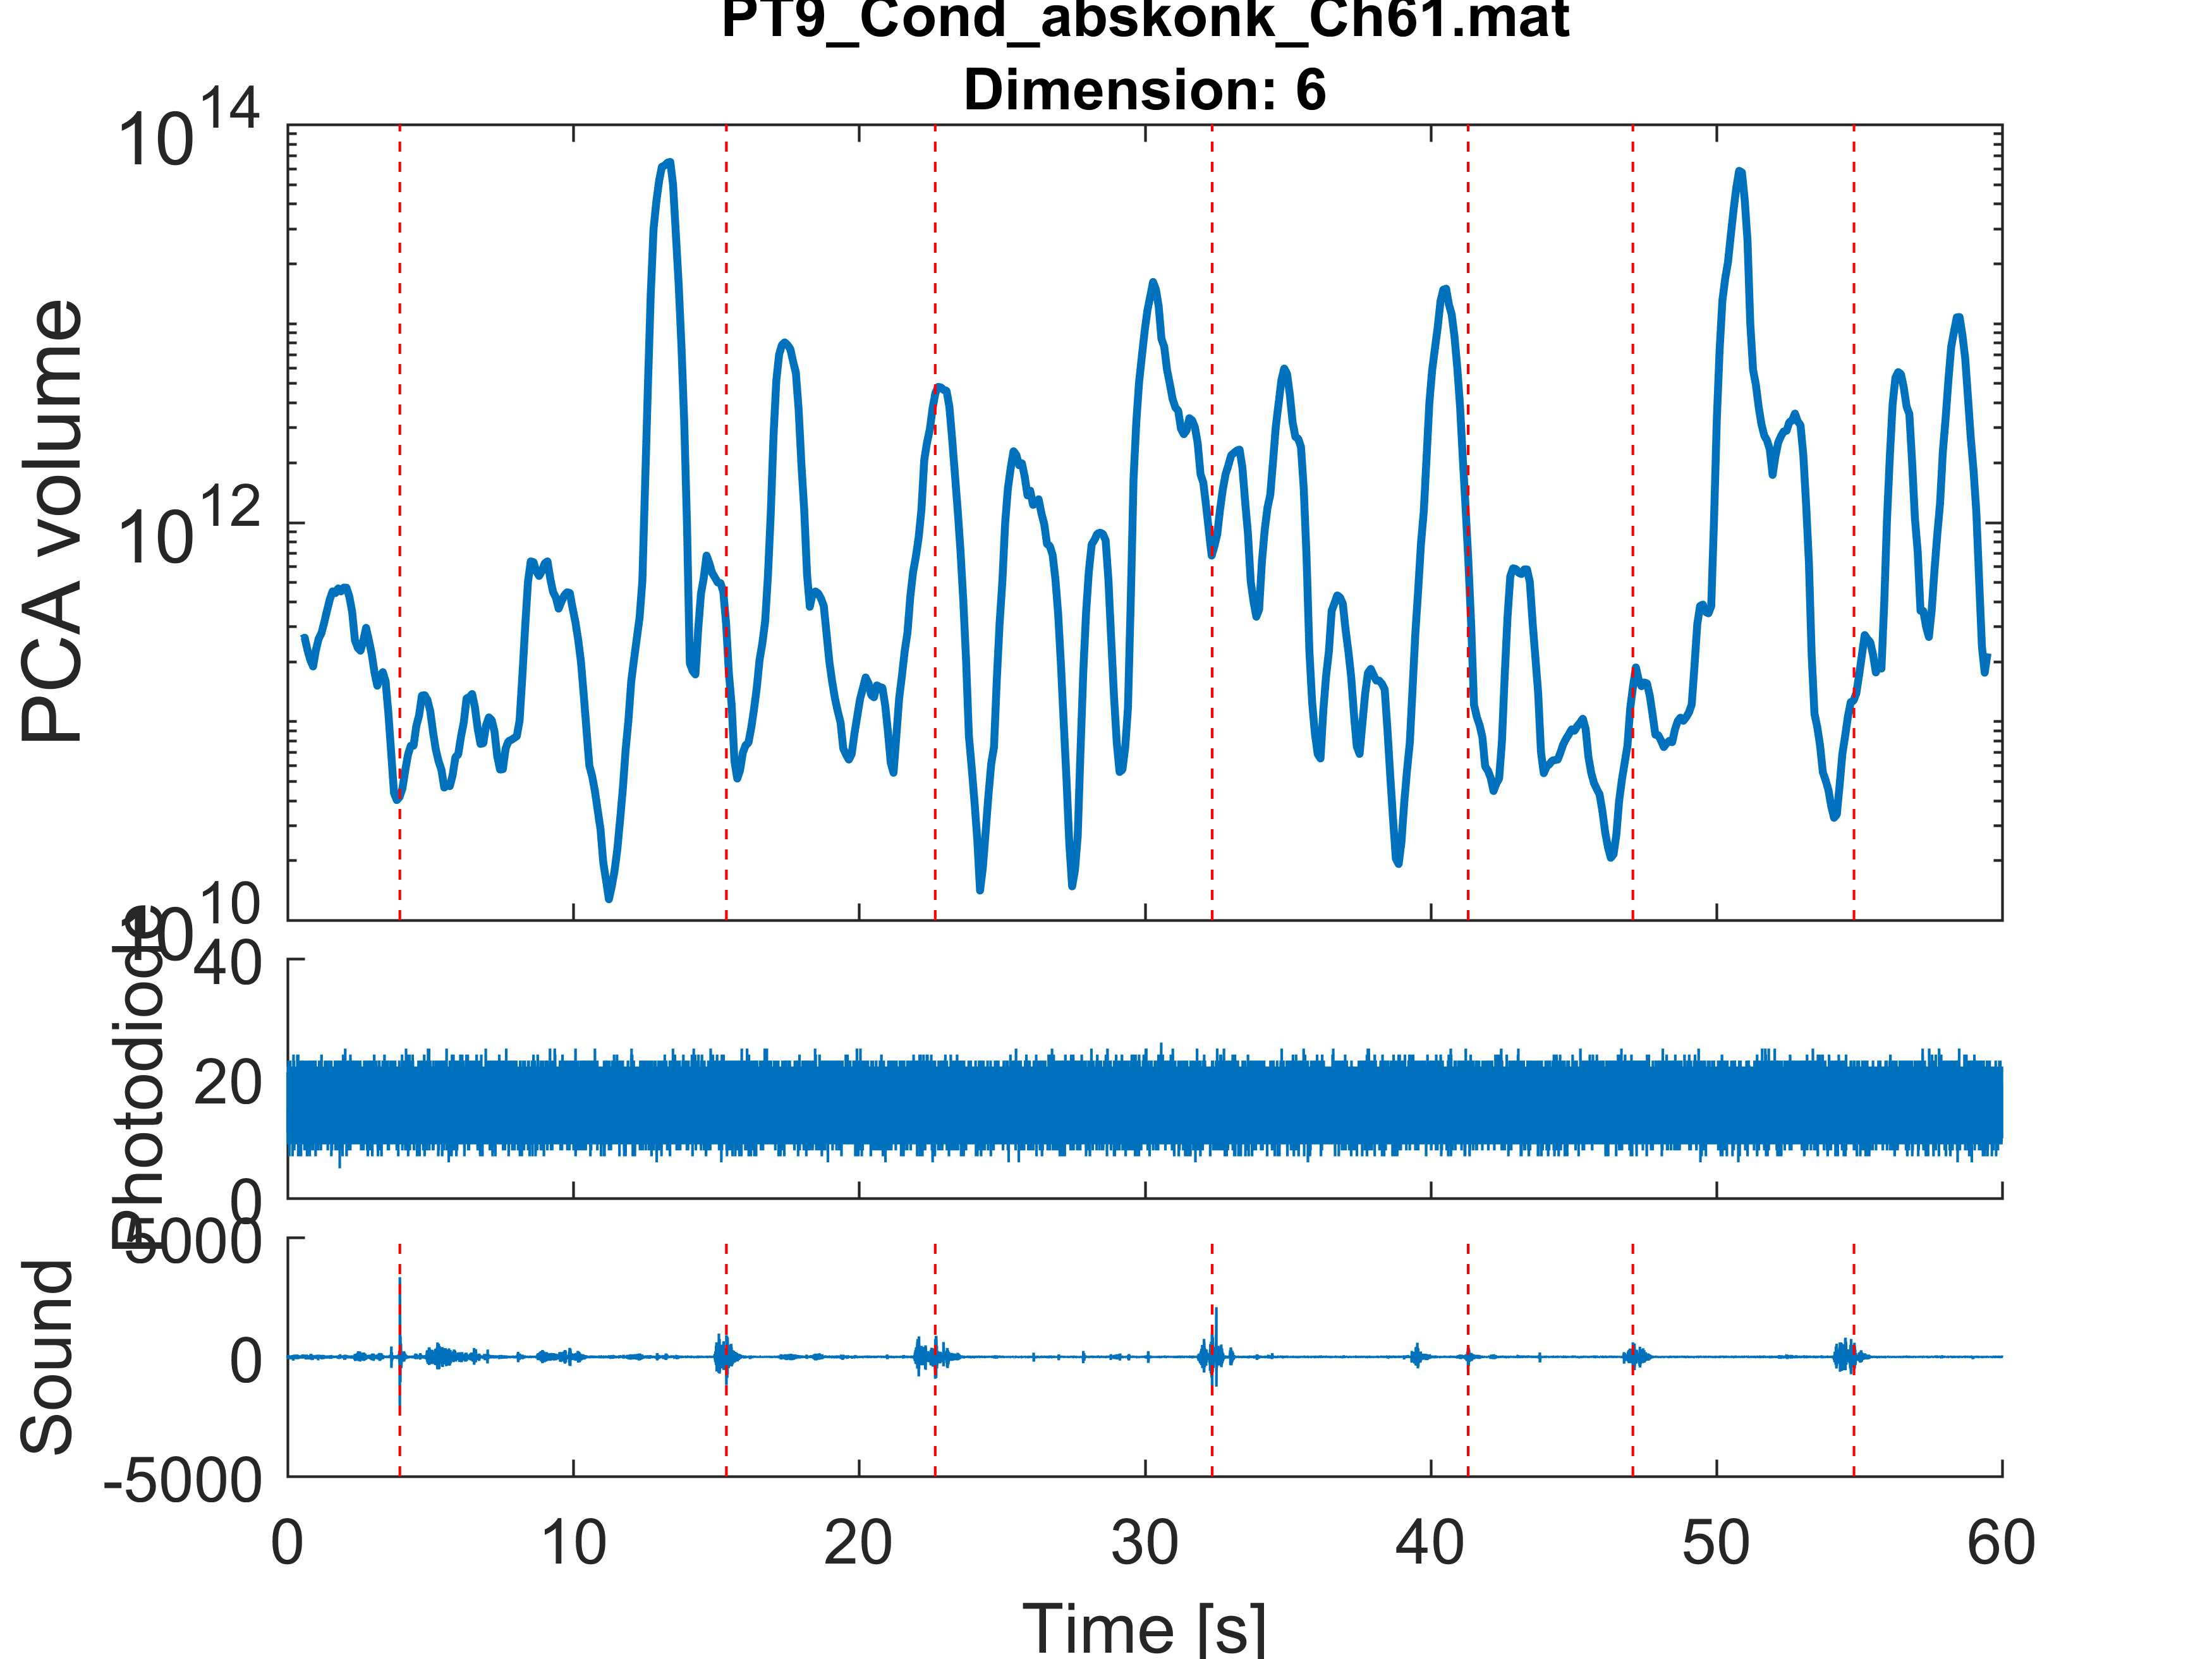 PT9_Cond_abskonk_Ch61.mat
Dimension: 6
PCA volume
10^14
10^12
10^10
Photodiode
40
20
0
Sound
5000
0
-5000
0 10 20 30 40 50 60
Time [s]